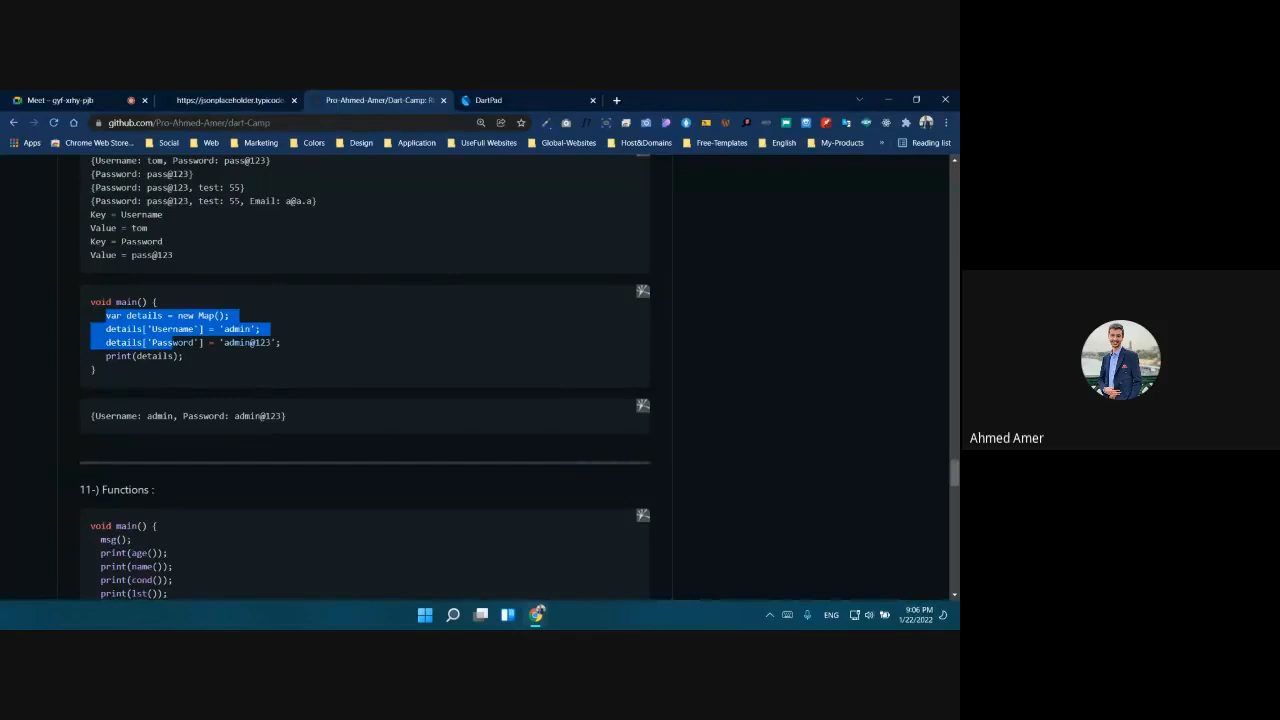 Meet – gyf-xrhy-pjb
https://jsonplaceholder.typicode
Pro-Ahmed-Amer/Dart-Camp: R
DartPad
github.com/Pro-Ahmed-Amer/dart-Camp
Apps
Chrome Web Store...
Social
Web
Marketing
Colors
Design
Application
UseFull Websites
Global-Websites
Host&Domains
Free-Templates
English
My-Products
»
Reading list
{Username: tom, Password: pass@123}
{Password: pass@123}
{Password: pass@123, test: 55}
{Password: pass@123, test: 55, Email: a@a.a}
Key = Username
Value = tom
Key = Password
Value = pass@123
void main() {
var details = new Map();
details['Username'] = 'admin';
details['Password'] = 'admin@123';
print(details);
}
{Username: admin, Password: admin@123}
11-) Functions :
void main() {
msg();
print(age());
print(name());
print(cond());
print(lst());
Ahmed Amer
ENG
9:06 PM
1/22/2022